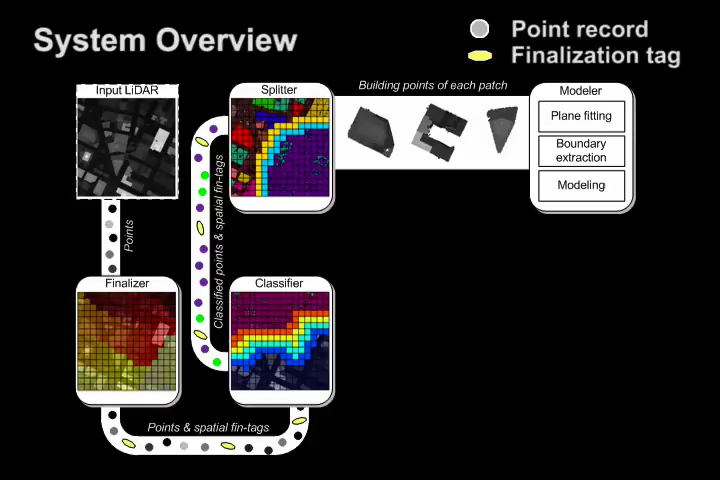 System Overview
Point record
Finalization tag
Input LiDAR
Splitter
Building points of each patch
Modeler
Plane fitting
Boundary
extraction
Modeling
Points
Classified points & spatial fin-tags
Finalizer
Classifier
Points & spatial fin-tags